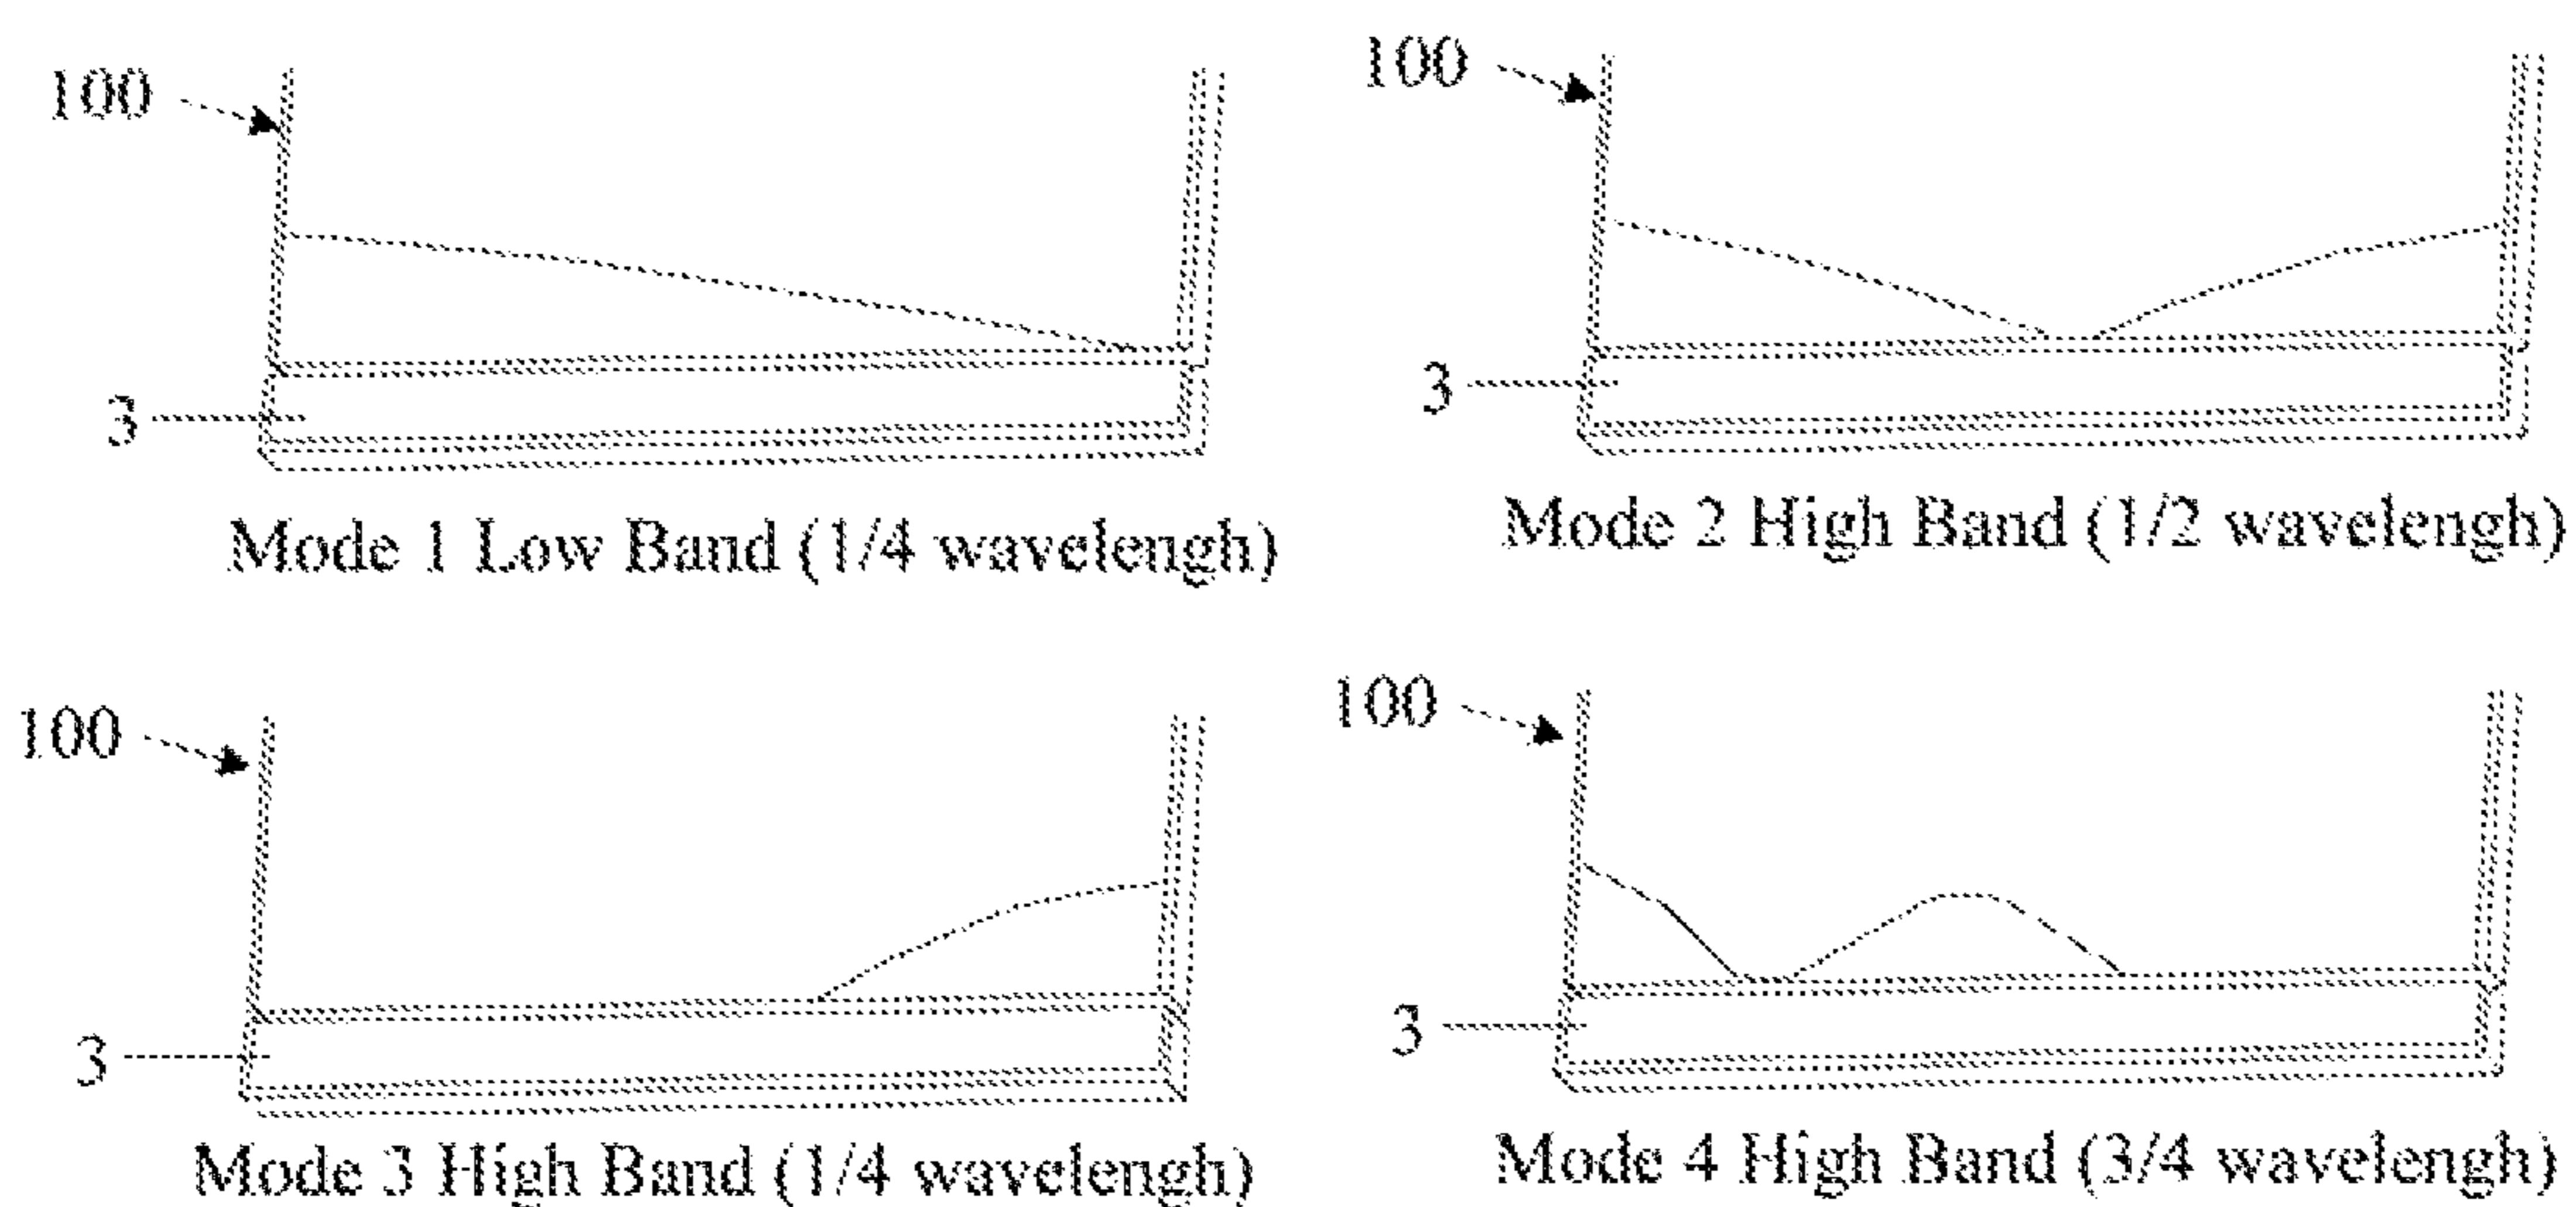 100
100
3
3
Mode 1 Low Band (1/4 wavelengh)
Mode 2 High Band (1/2 wavelengh)
100
100
3
3
Mode 3 High Band (1/4 wavelengh)
Mode 4 High Band (3/4 wavelengh)